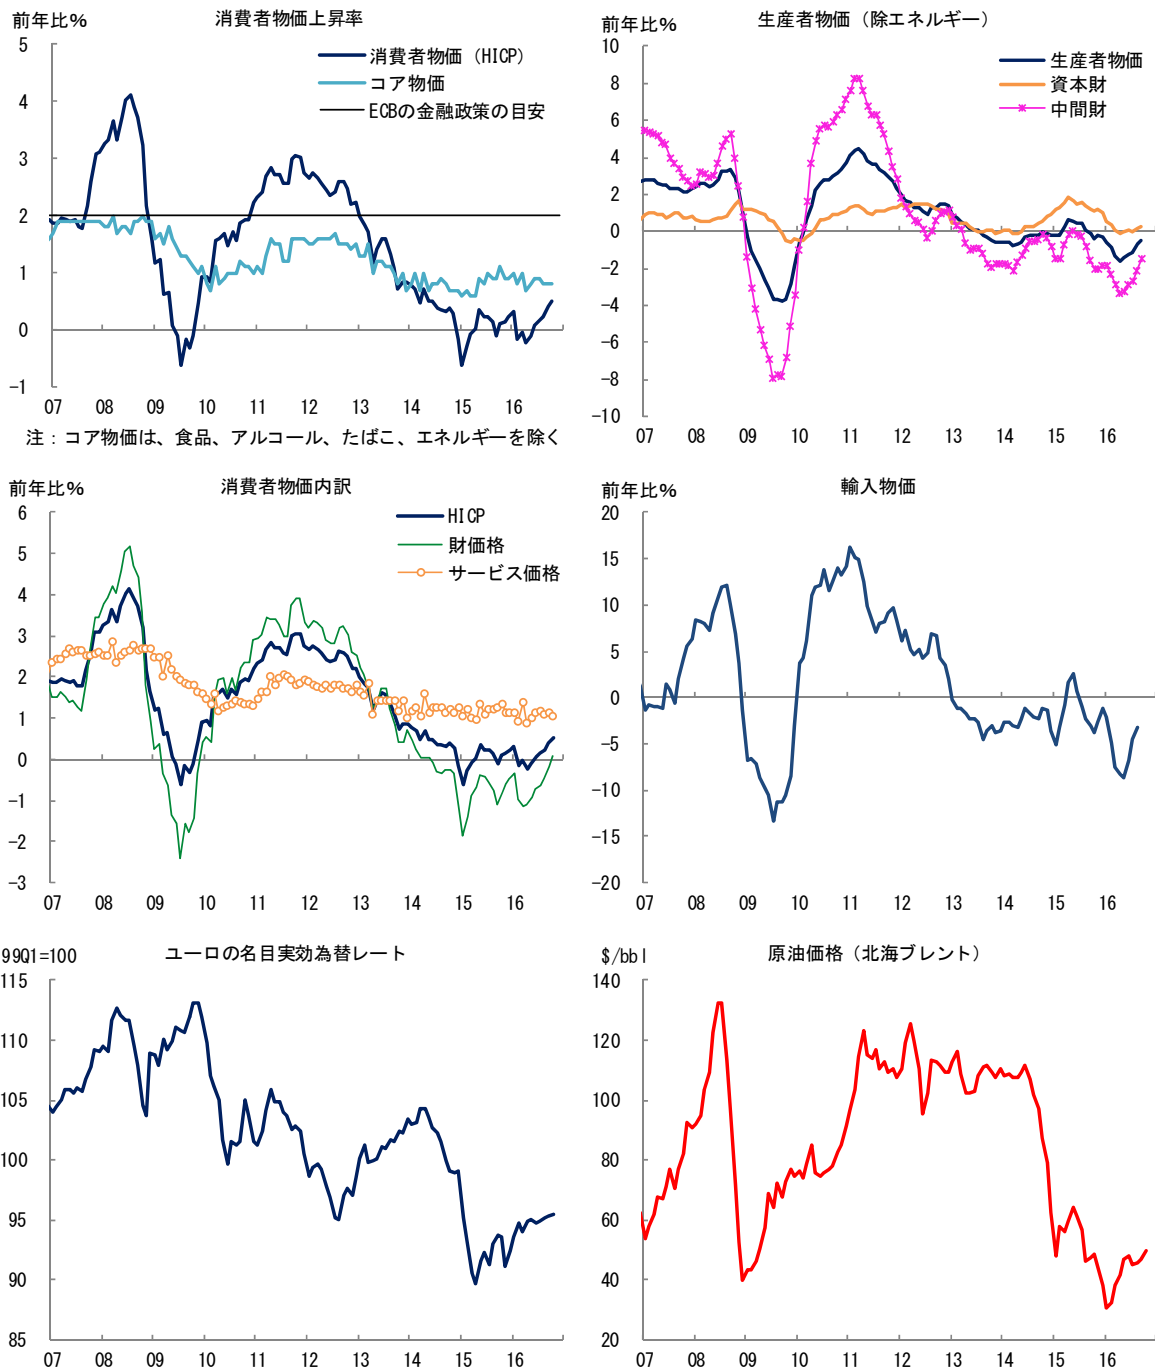 消費者物価上昇率
前年比%
消費者物価（HICP）
コア物価
ECBの金融政策の目安
5
4
3
2
1
0
-1
07 08 09 10 11 12 13 14 15 16
注：コア物価は、食品、アルコール、たばこ、エネルギーを除く
生産者物価（除エネルギー）
前年比%
生産者物価
資本財
中間財
10
8
6
4
2
0
-2
-4
-6
-8
-10
07 08 09 10 11 12 13 14 15 16
消費者物価内訳
前年比%
HICP
財価格
サービス価格
6
5
4
3
2
1
0
-1
-2
-3
07 08 09 10 11 12 13 14 15 16
輸入物価
前年比%
20
15
10
5
0
-5
-10
-15
-20
07 08 09 10 11 12 13 14 15 16
ユーロの名目実効為替レート
99Q1=100
115
110
105
100
95
90
85
07 08 09 10 11 12 13 14 15 16
原油価格（北海ブレント）
$/bbl
140
120
100
80
60
40
20
07 08 09 10 11 12 13 14 15 16